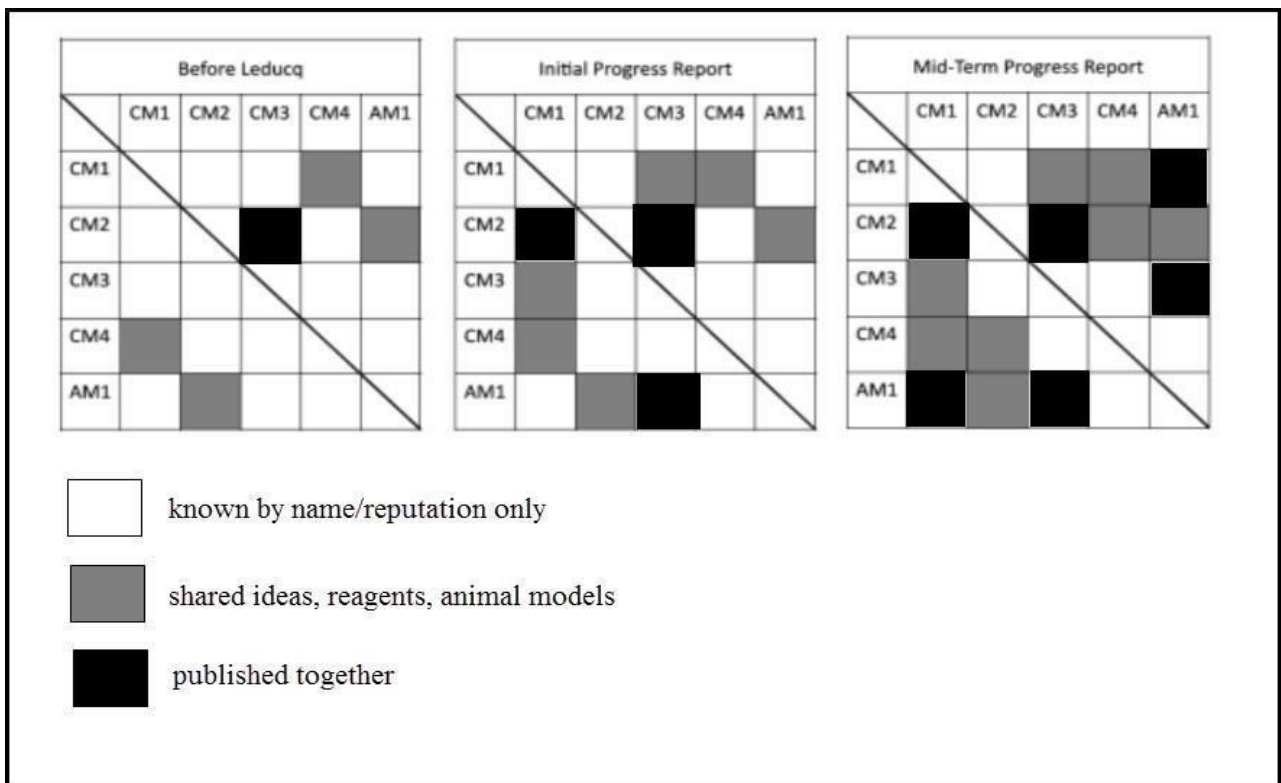 Before Leducq
CM1 CM2 CM3 CM4 AM1
CM1
CM2
CM3
CM4
AM1
Initial Progress Report
CM1 CM2 CM3 CM4 AM1
CM1
CM2
CM3
CM4
AM1
Mid-Term Progress Report
CM1 CM2 CM3 CM4 AM1
CM1
CM2
CM3
CM4
AM1
known by name/reputation only
shared ideas, reagents, animal models
published together